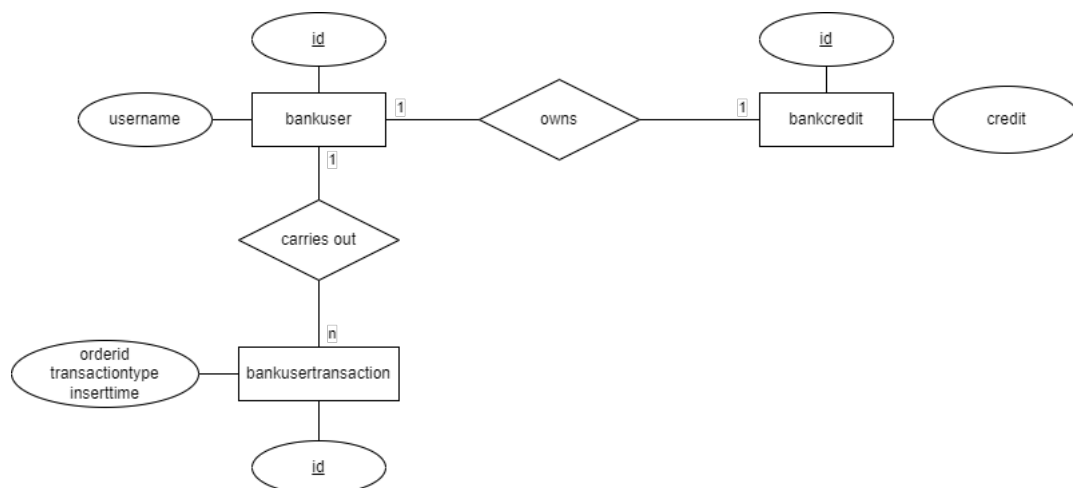 id
id
username
bankuser
1
owns
1
bankcredit
credit
1
carries out
n
orderid
transactiontype
inserttime
bankusertransaction
id